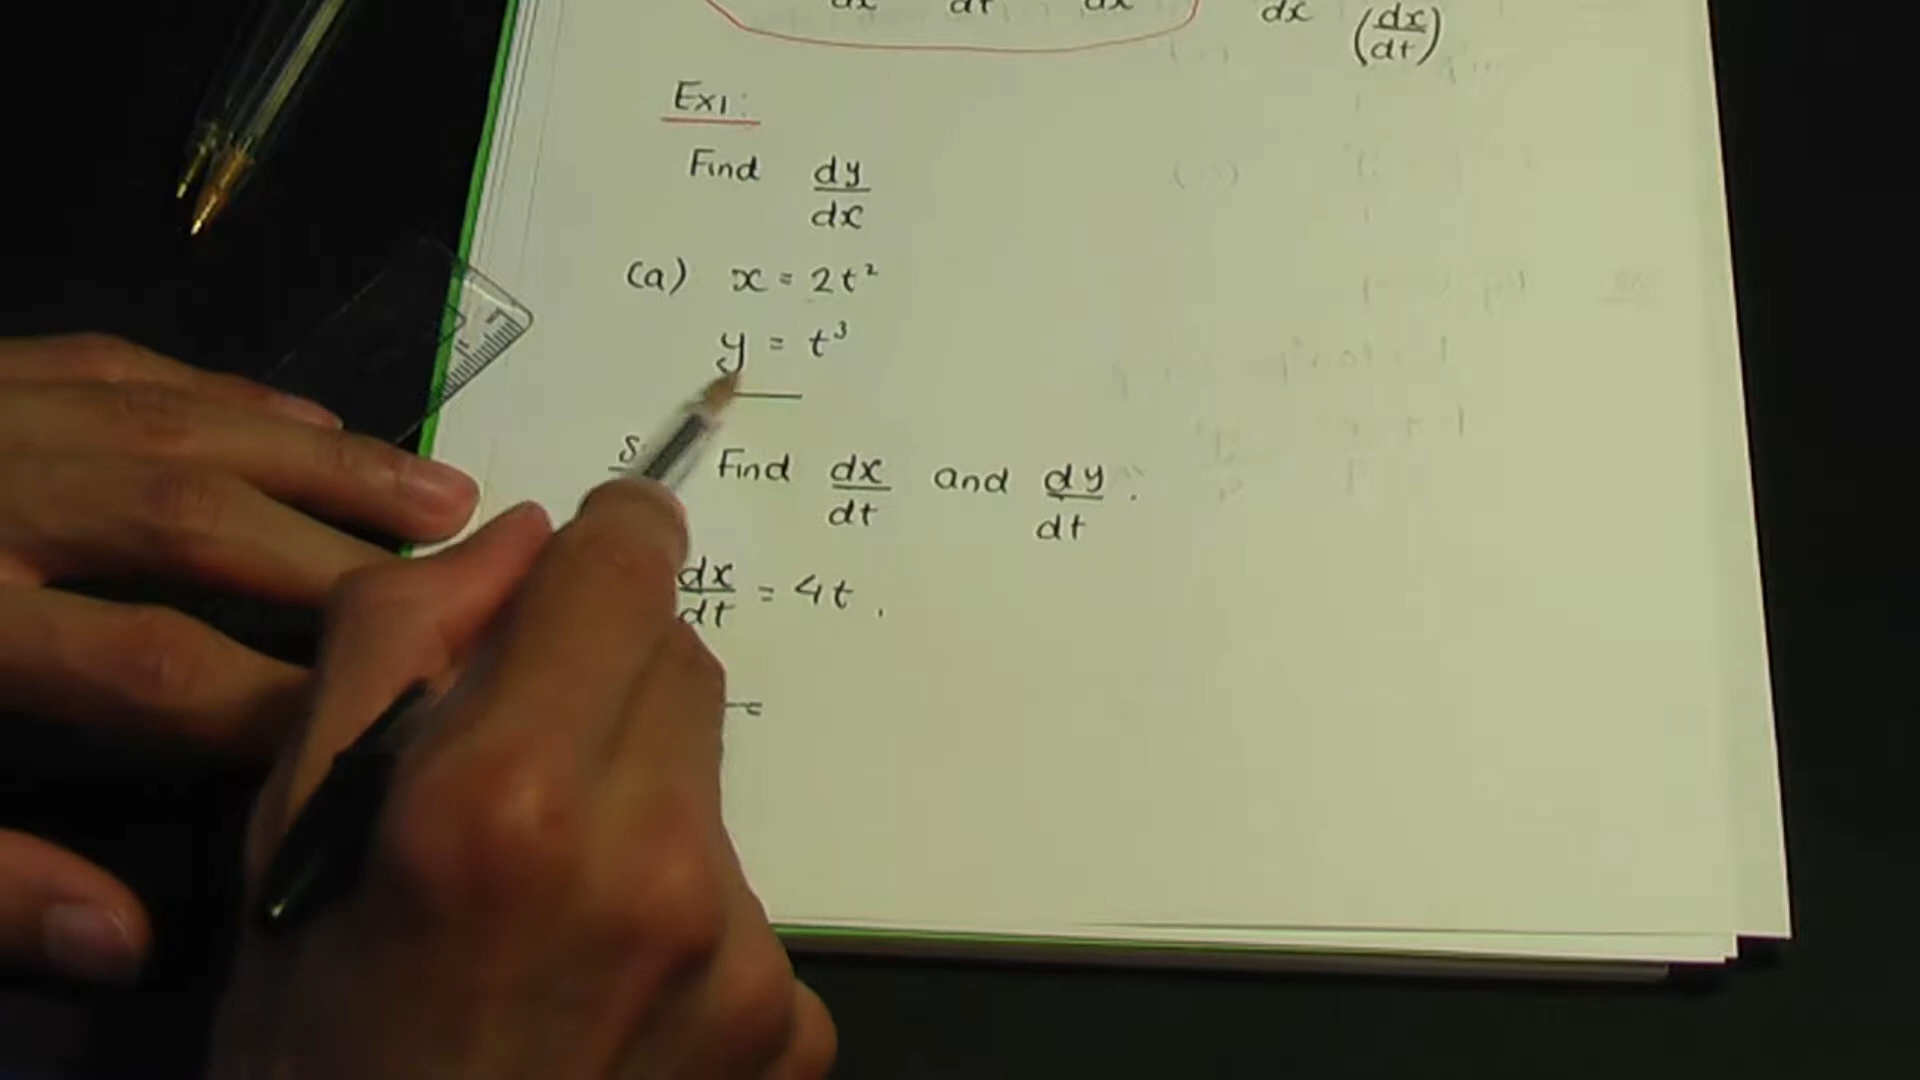 dx (dx/dt)
Ex1:
Find dy/dx
(a) x = 2t²
y = t³
Find dx/dt and dy/dt.
dx/dt = 4t.
=